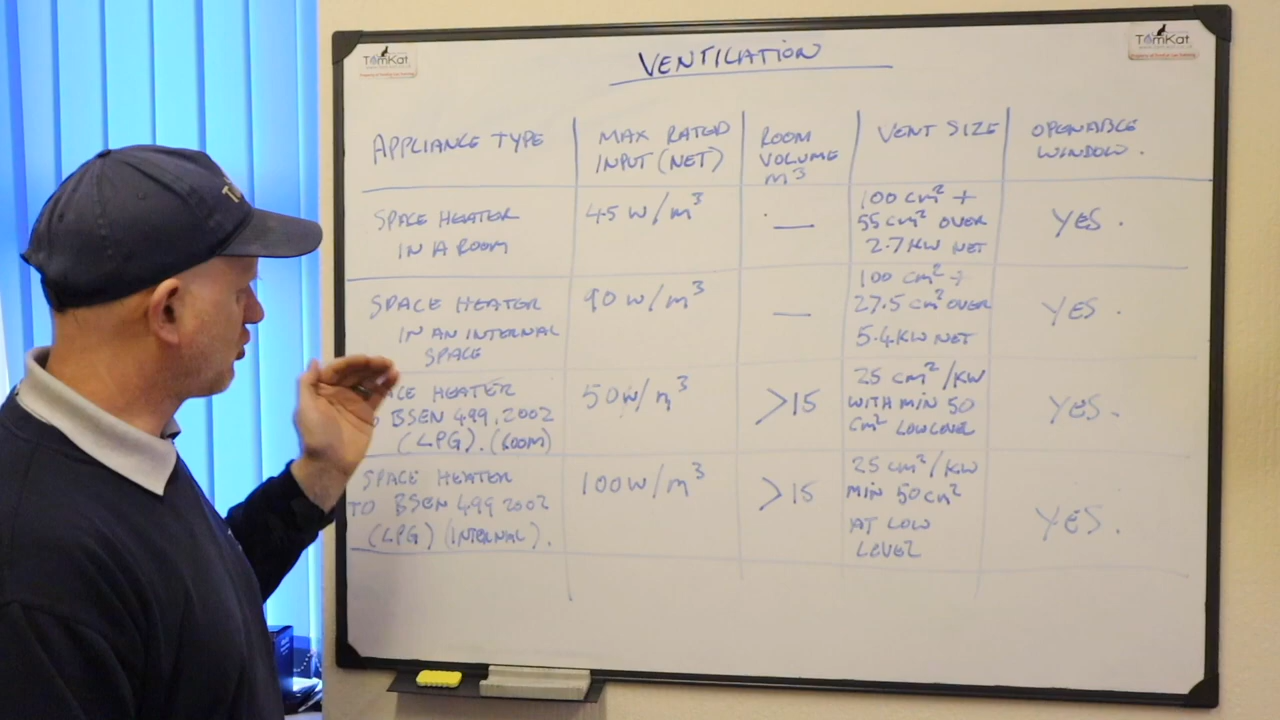 TomKat
TomKat
VENTILATION
APPLIANCE TYPE
MAX RATED
INPUT (NET)
ROOM
VOLUME
M³
VENT SIZE
OPENABLE
WINDOW.
SPACE HEATER
IN A ROOM
45 W/m³
—
100 cm² +
55 cm² OVER
2.7 KW NET
YES.
SPACE HEATER
IN AN INTERNAL
SPACE
90 W/m³
—
100 cm² +
27.5 cm² OVER
5.4 KW NET
YES.
ACE HEATER
BSEN 499,2002
(LPG). (ROOM)
50 W/m³
>15
25 cm²/KW
WITH MIN 50
cm² LOW LEVEL
YES.
SPACE HEATER
TO BSEN 499 2002
(LPG) (INTERNAL).
100 W/m³
>15
25 cm²/KW
MIN 50 cm²
AT LOW
LEVEL
YES.